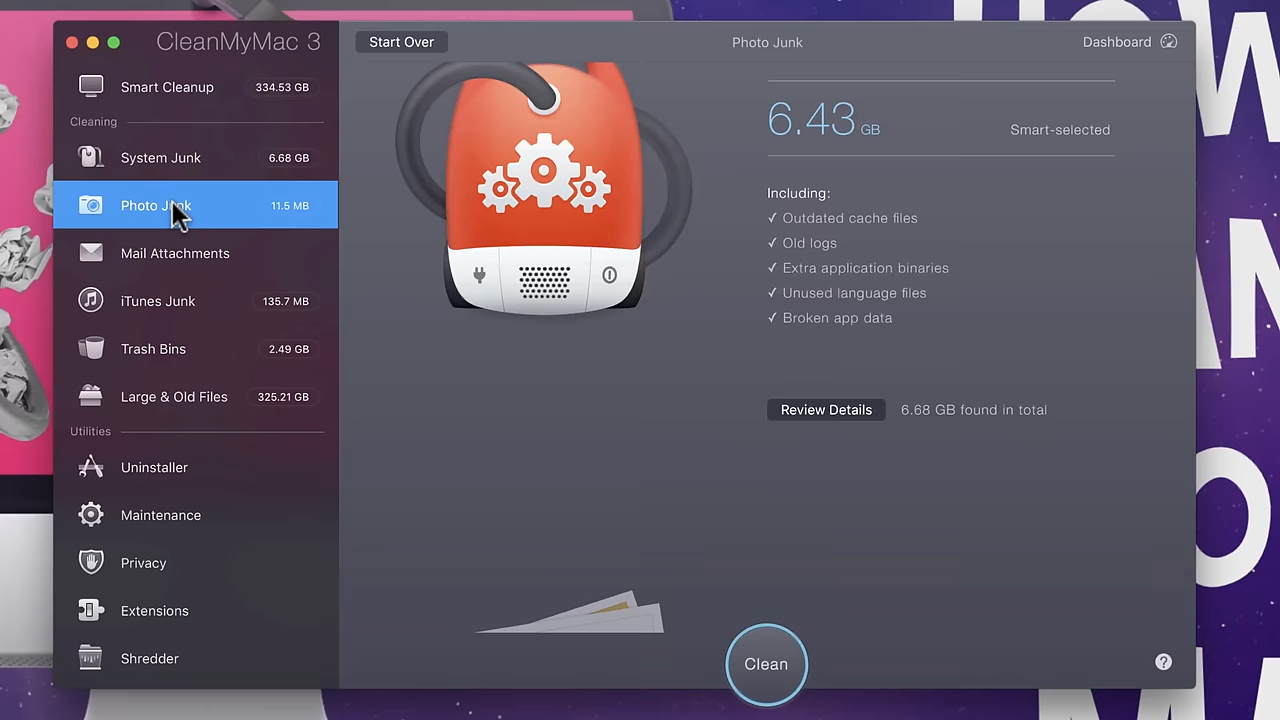 CleanMyMac 3
Start Over
Photo Junk
Dashboard
Smart Cleanup 334.53 GB
Cleaning
System Junk 6.68 GB
Photo Junk 11.5 MB
Mail Attachments
iTunes Junk 135.7 MB
Trash Bins 2.49 GB
Large & Old Files 325.21 GB
Utilities
Uninstaller
Maintenance
Privacy
Extensions
Shredder
6.43 GB
Smart-selected
Including:
✓ Outdated cache files
✓ Old logs
✓ Extra application binaries
✓ Unused language files
✓ Broken app data
Review Details
6.68 GB found in total
Clean
?